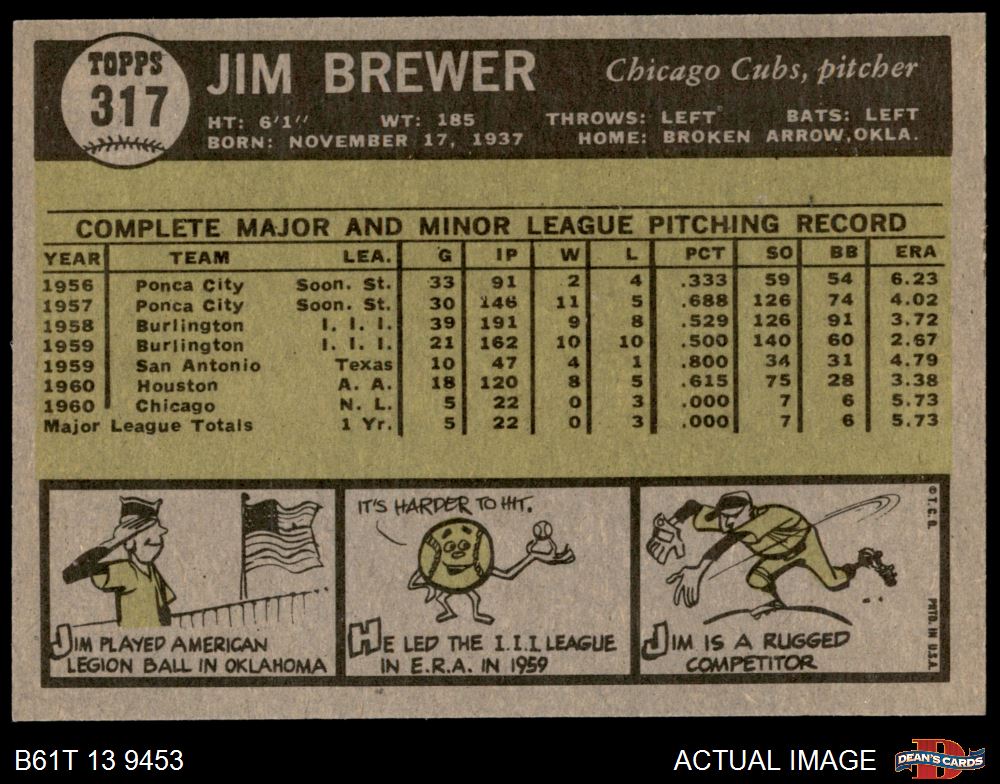 TOPPS
317
JIM BREWER
Chicago Cubs, pitcher
HT: 6'1" WT: 185 THROWS: LEFT BATS: LEFT
BORN: NOVEMBER 17, 1937 HOME: BROKEN ARROW, OKLA.
COMPLETE MAJOR AND MINOR LEAGUE PITCHING RECORD
YEAR TEAM LEA. G IP W L PCT SO BB ERA
1956 Ponca City Soon. St. 33 91 2 4 .333 59 54 6.23
1957 Ponca City Soon. St. 30 146 11 5 .688 126 74 4.02
1958 Burlington I. I. I. 39 191 9 8 .529 126 91 3.72
1959 Burlington I. I. I. 21 162 10 10 .500 140 60 2.67
1959 San Antonio Texas 10 47 4 1 .800 34 31 4.79
1960 Houston A. A. 18 120 8 5 .615 75 28 3.38
1960 Chicago N. L. 5 22 0 3 .000 7 6 5.73
Major League Totals 1 Yr. 5 22 0 3 .000 7 6 5.73
JIM PLAYED AMERICAN
LEGION BALL IN OKLAHOMA
IT'S HARDER TO HIT.
HE LED THE I.I.I LEAGUE
IN E.R.A. IN 1959
JIM IS A RUGGED
COMPETITOR
© T. C. G.
PRTD. IN U.S.A.
B61T 13 9453
ACTUAL IMAGE
DEAN'S CARDS